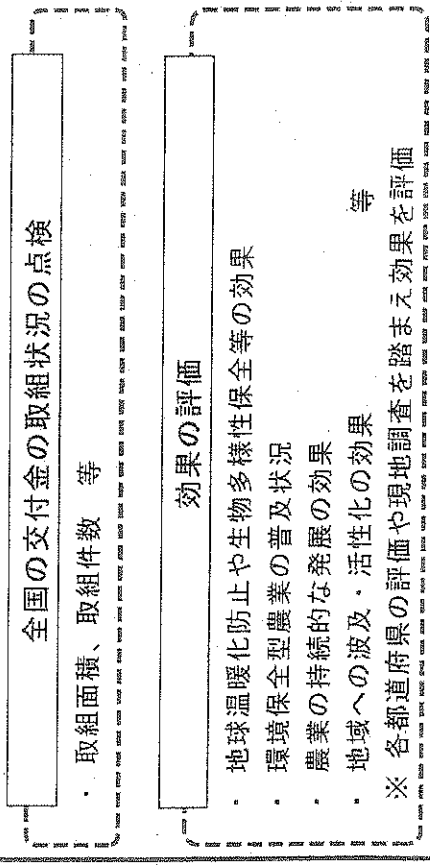 全国の交付金の取組状況の点検
・ 取組面積、取組件数 等
効果の評価
・ 地球温暖化防止や生物多様性保全等の効果
・ 環境保全型農業の普及状況
・ 農業の持続的な発展の効果
・ 地域への波及・活性化の効果
等
※ 各都道府県の評価や現地調査を踏まえ効果を評価